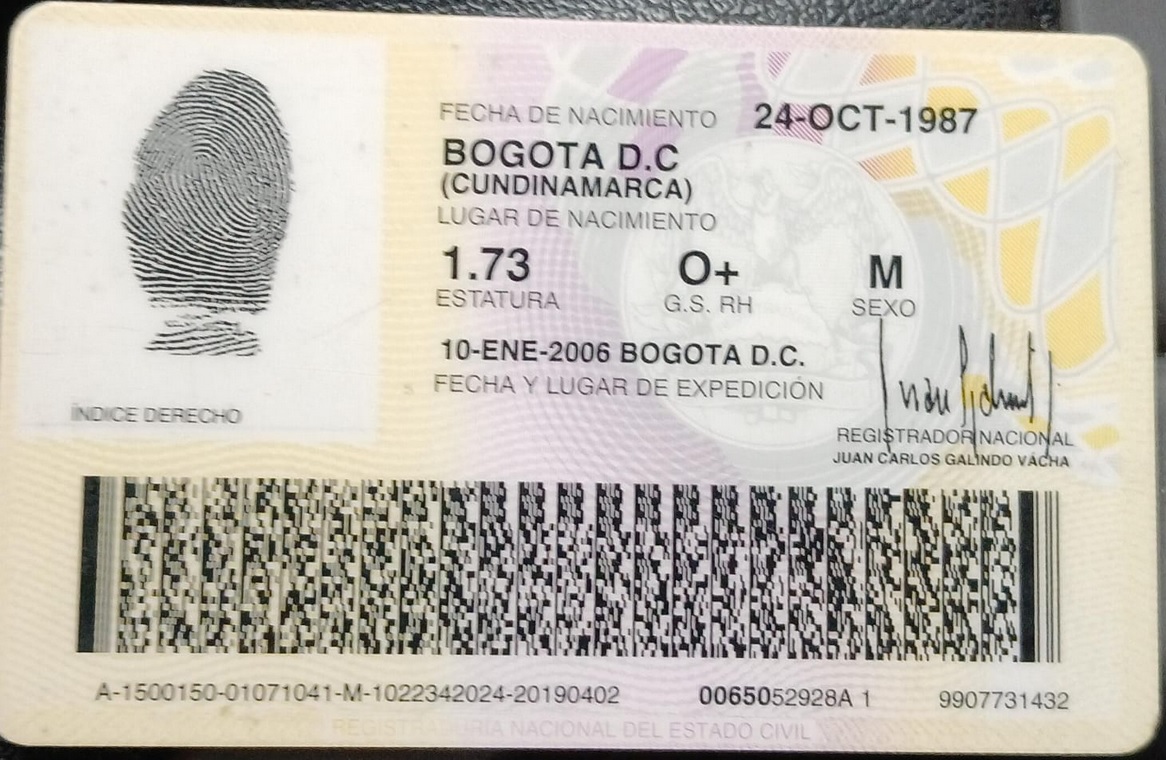 FECHA DE NACIMIENTO 24-OCT-1987
BOGOTA D.C
(CUNDINAMARCA)
LUGAR DE NACIMIENTO
1.73 O+ M
ESTATURA G.S. RH SEXO
10-ENE-2006 BOGOTA D.C.
FECHA Y LUGAR DE EXPEDICIÓN
ÍNDICE DERECHO
REGISTRADOR NACIONAL
JUAN CARLOS GALINDO VÁCHA
A-1500150-01071041-M-1022342024-20190402 0065052928A 1 9907731432
REGISTRADURÍA NACIONAL DEL ESTADO CIVIL